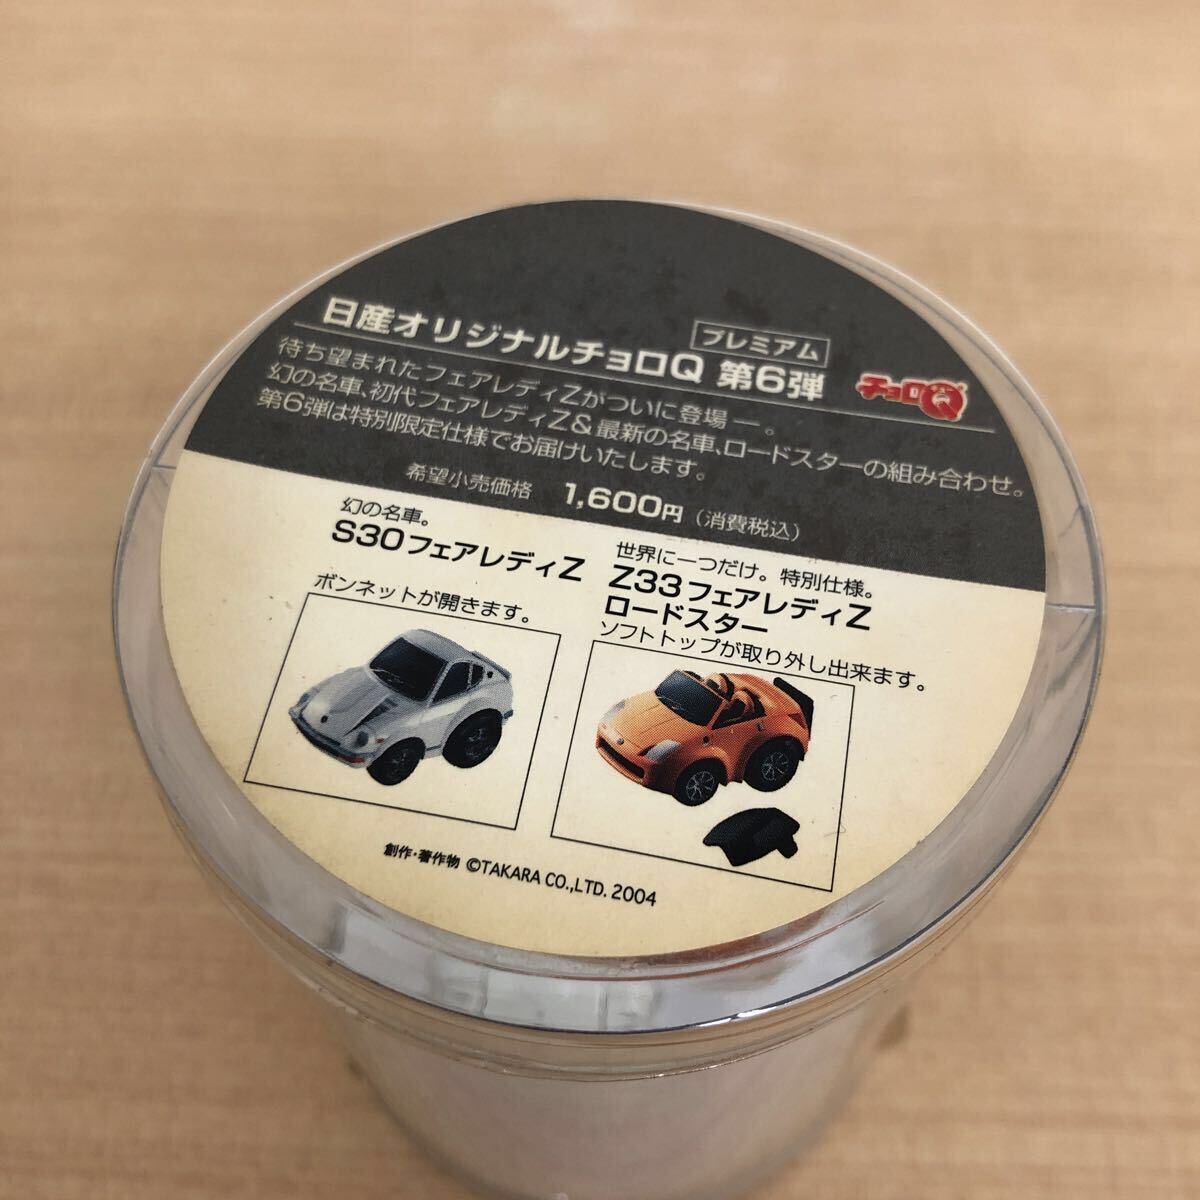 日産オリジナルチョロQ プレミアム 第6弾
チョロQ
待ち望まれたフェアレディZがついに登場 ―。
幻の名車、初代フェアレディZ&最新の名車、ロードスターの組み合わせ。
第6弾は特別限定仕様でお届けいたします。
希望小売価格 1,600円(消費税込)
幻の名車。
S30フェアレディZ
ボンネットが開きます。
世界に一つだけ。特別仕様。
Z33フェアレディZ
ロードスター
ソフトトップが取り外し出来ます。
創作・著作物 ©TAKARA CO.,LTD. 2004